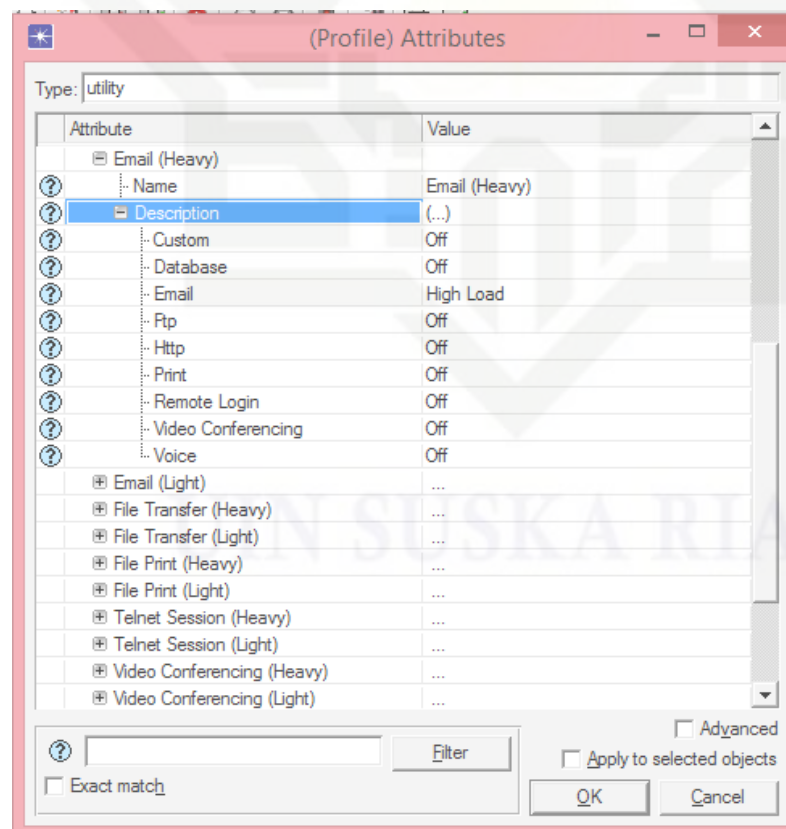 (Profile) Attributes
Type: utility
Attribute Value
Email (Heavy)
Name Email (Heavy)
Description (...)
Custom Off
Database Off
Email High Load
Ftp Off
Http Off
Print Off
Remote Login Off
Video Conferencing Off
Voice Off
Email (Light) ...
File Transfer (Heavy) ...
File Transfer (Light) ...
File Print (Heavy) ...
File Print (Light) ...
Telnet Session (Heavy) ...
Telnet Session (Light) ...
Video Conferencing (Heavy) ...
Video Conferencing (Light) ...
UIN SUSKA RIA
Advanced
Filter
Apply to selected objects
Exact match
OK Cancel